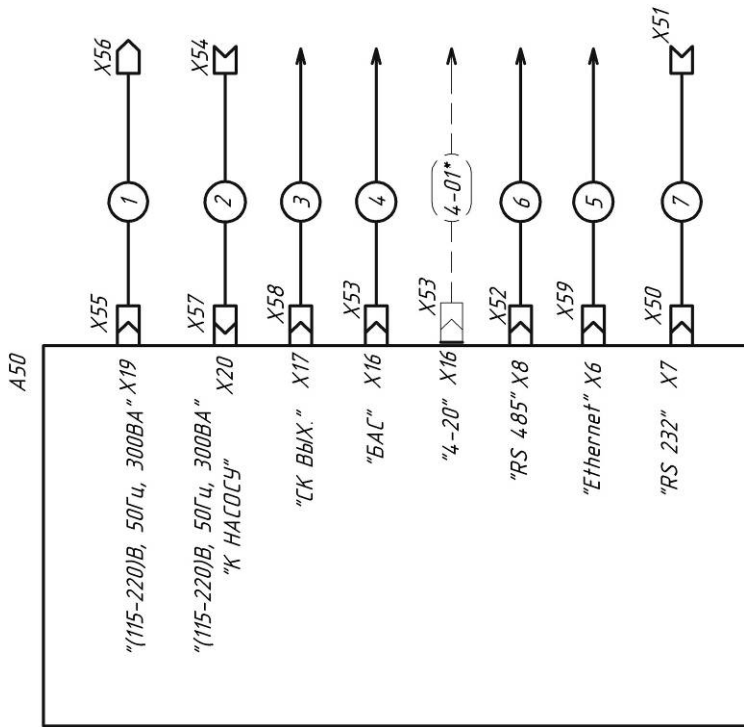 A50
"(115-220)В, 50Гц, 300ВА" X19 X55 1 X56
"(115-220)В, 50Гц, 300ВА"
"К НАСОСУ" X20 X57 2 X54
"СК ВЫХ." X17 X58 3
"БАС" X16 X53 4
"4-20" X16 X53 4-01*
"RS 485" X8 X52 6
"Ethernet" X6 X59 5
"RS 232" X7 X50 7 X51